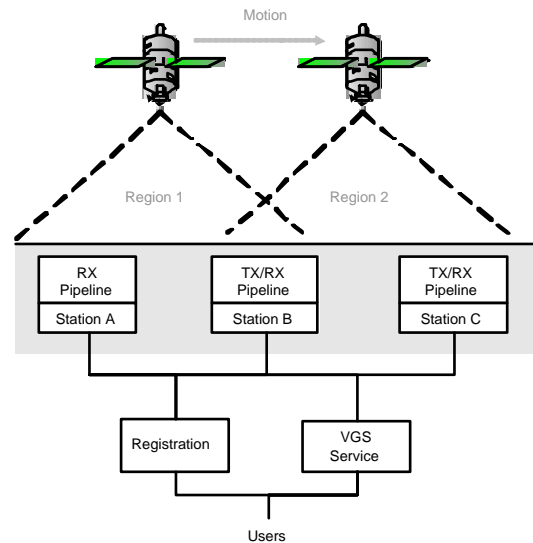 Motion
Region 1
Region 2
RX
Pipeline
Station A
TX/RX
Pipeline
Station B
TX/RX
Pipeline
Station C
Registration
VGS
Service
Users